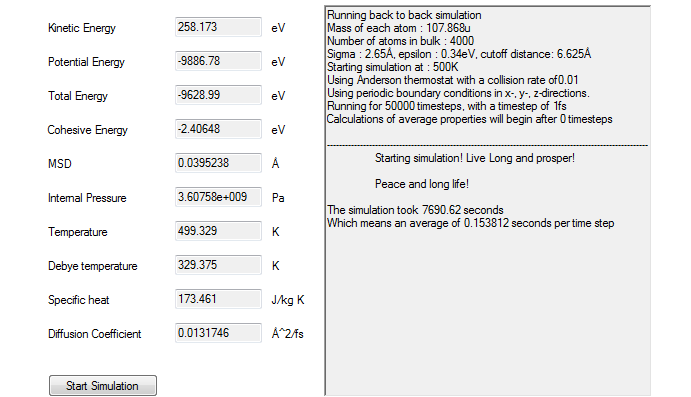 Kinetic Energy 258.173 eV
Potential Energy -9886.78 eV
Total Energy -9628.99 eV
Cohesive Energy -2.40648 eV
MSD 0.0395238 Å
Internal Pressure 3.60758e+009 Pa
Temperature 499.329 K
Debye temperature 329.375 K
Specific heat 173.461 J/kg K
Diffusion Coefficient 0.0131746 Å^2/fs
Start Simulation
Running back to back simulation
Mass of each atom : 107.868u
Number of atoms in bulk : 4000
Sigma : 2.65Å, epsilon : 0.34eV, cutoff distance: 6.625Å
Starting simulation at : 500K
Using Anderson thermostat with a collision rate of0.01
Using periodic boundary conditions in x-, y-, z-directions.
Running for 50000 timesteps, with a timestep of 1fs
Calculations of average properties will begin after 0 timesteps
Starting simulation! Live Long and prosper!
Peace and long life!
The simulation took 7690.62 seconds
Which means an average of 0.153812 seconds per time step